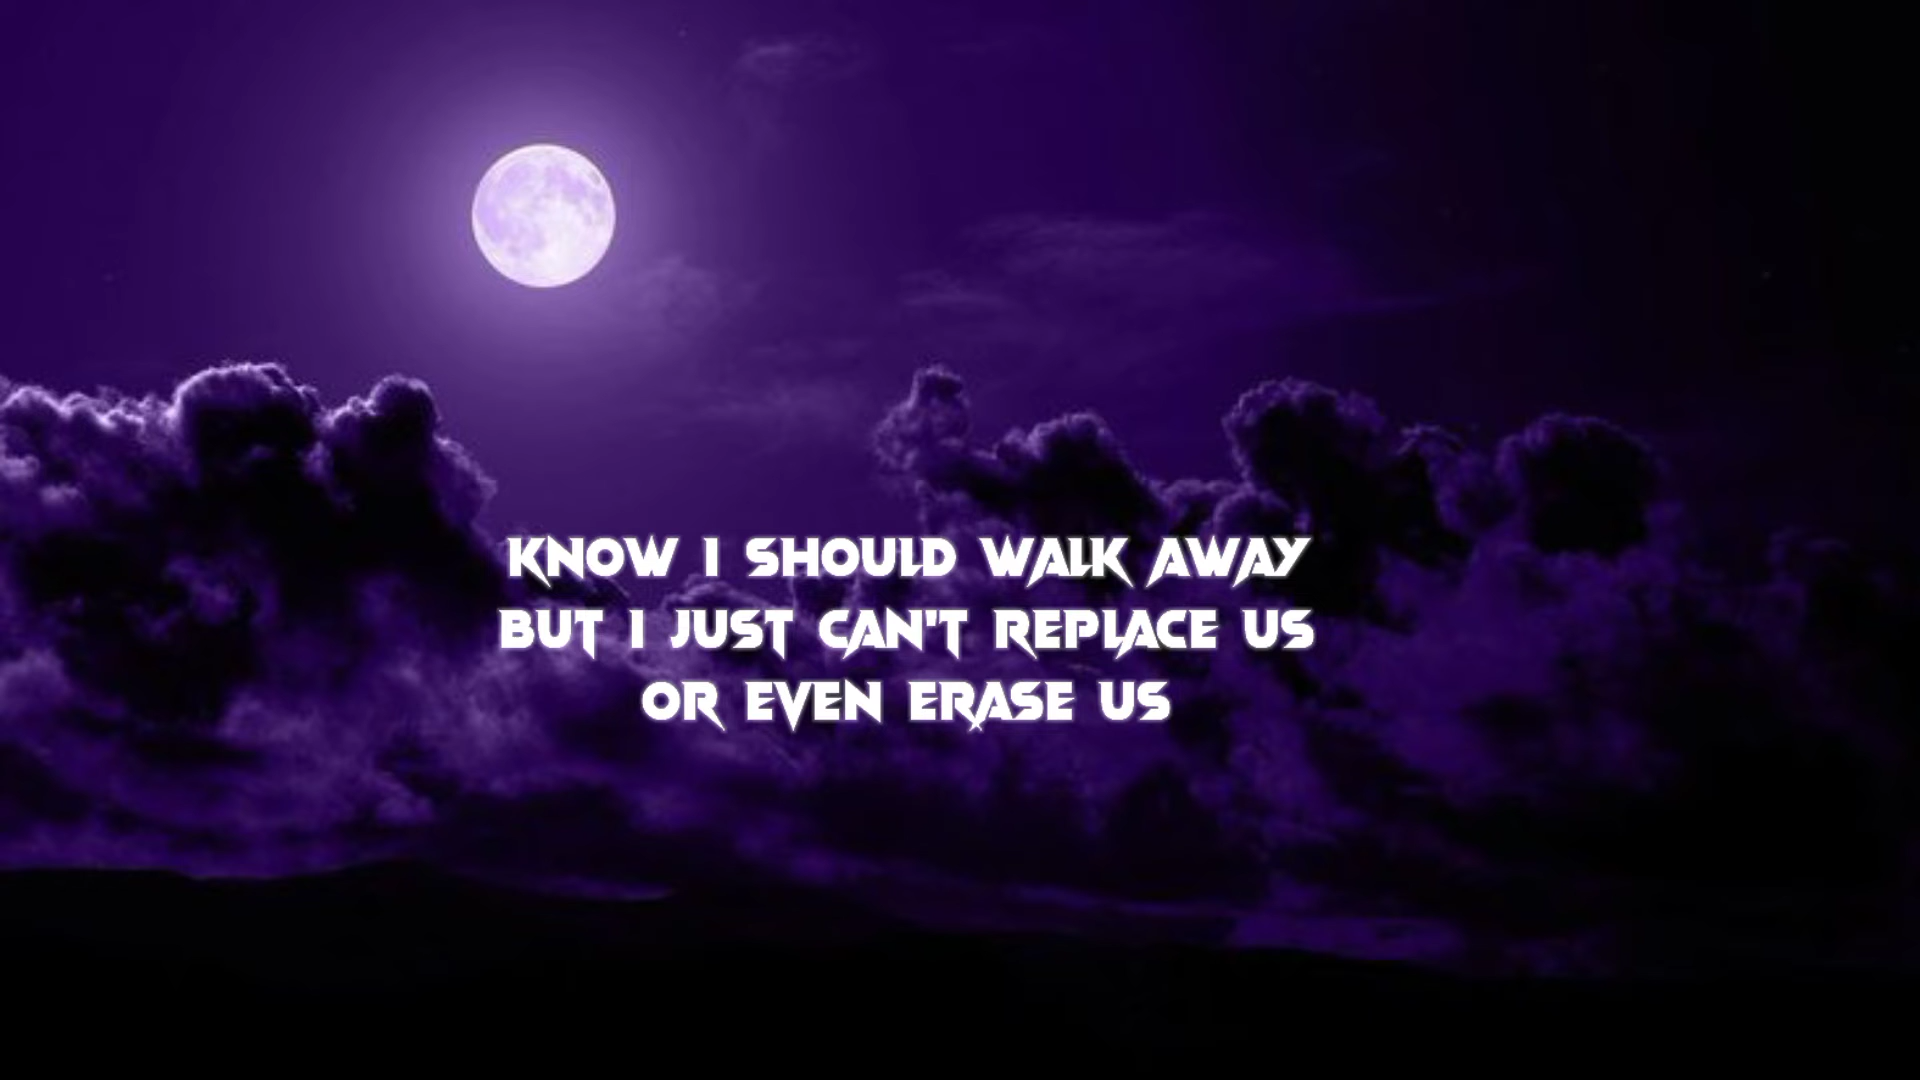 KNOW I SHOULD WALK AWAY
BUT I JUST CAN'T REPLACE US
OR EVEN ERASE US